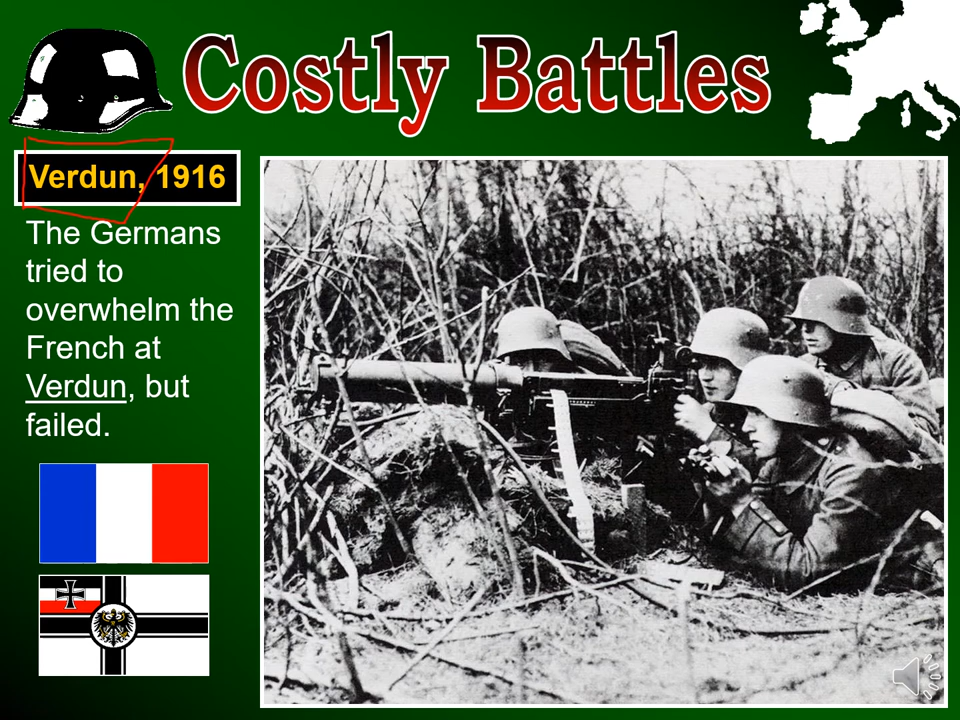 Costly Battles
Verdun, 1916
The Germans
tried to
overwhelm the
French at
Verdun, but
failed.